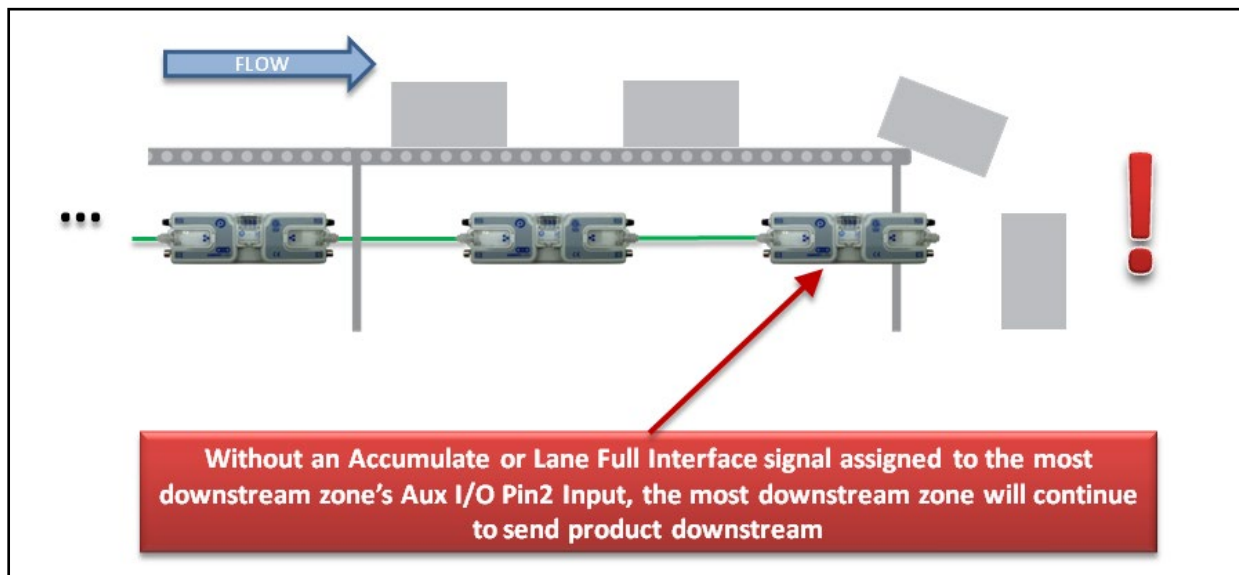 FLOW
...
Without an Accumulate or Lane Full Interface signal assigned to the most
downstream zone's Aux I/O Pin2 Input, the most downstream zone will continue
to send product downstream